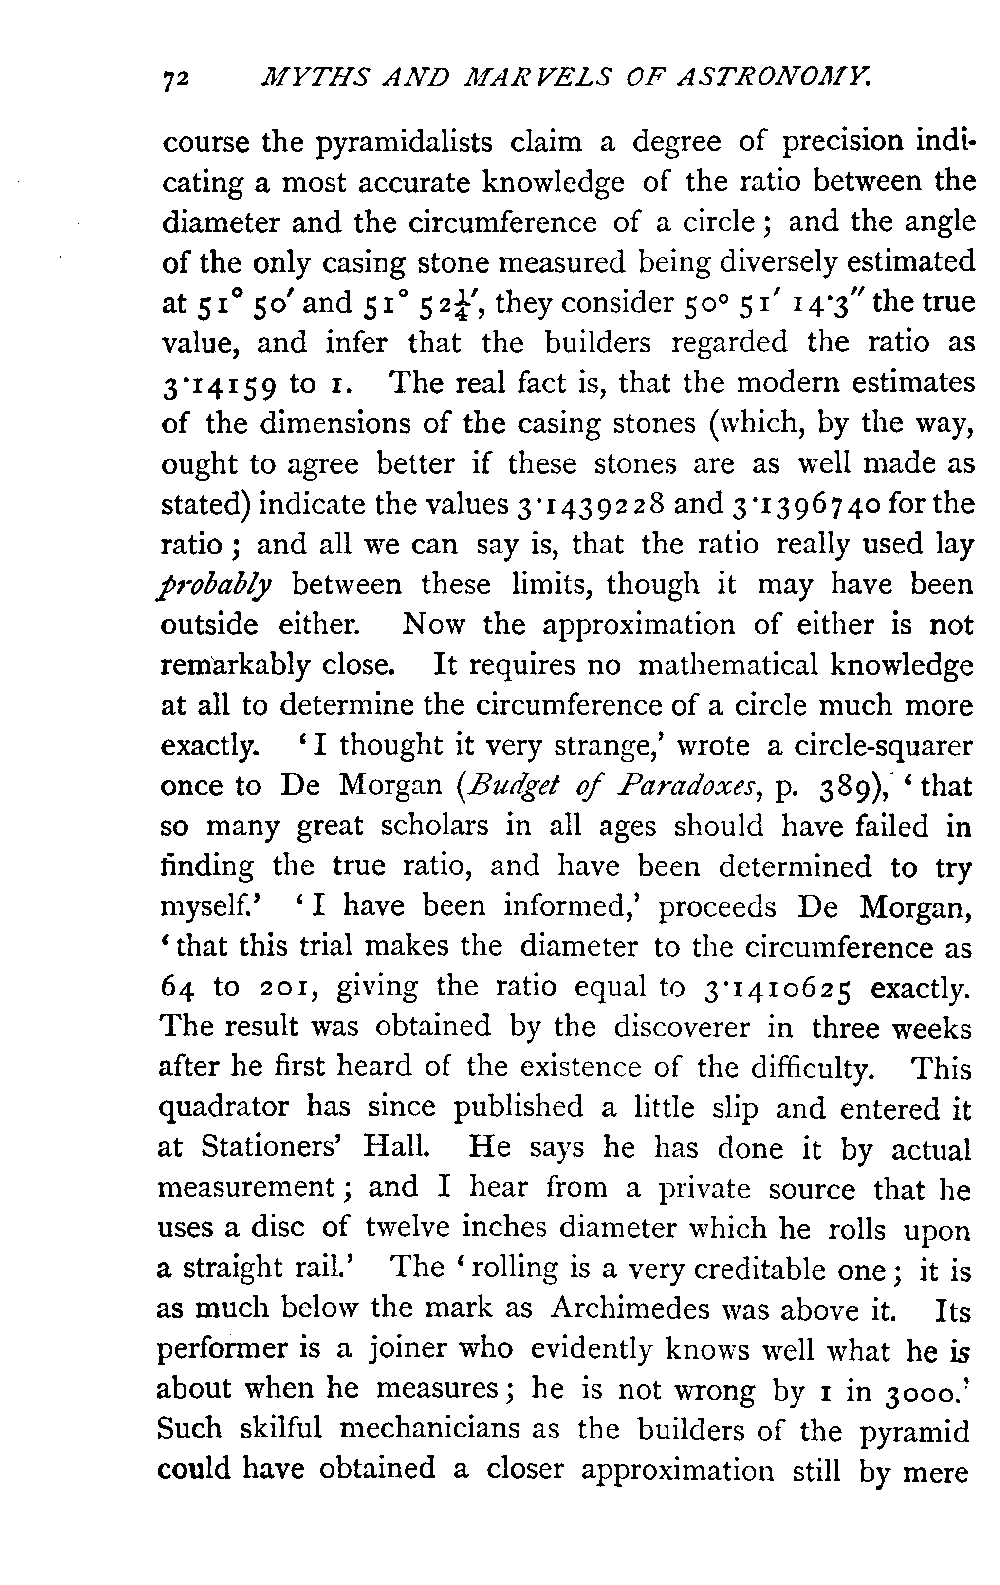 72 MYTHS AND MARVELS OF ASTRONOMY.
course the pyramidalists claim a degree of precision indi-
cating a most accurate knowledge of the ratio between the
diameter and the circumference of a circle; and the angle
of the only casing stone measured being diversely estimated
at 51° 50′ and 51° 52¼′, they consider 50° 51′ 14·3″ the true
value, and infer that the builders regarded the ratio as
3·14159 to 1. The real fact is, that the modern estimates
of the dimensions of the casing stones (which, by the way,
ought to agree better if these stones are as well made as
stated) indicate the values 3·1439228 and 3·1396740 for the
ratio; and all we can say is, that the ratio really used lay
probably between these limits, though it may have been
outside either. Now the approximation of either is not
remarkably close. It requires no mathematical knowledge
at all to determine the circumference of a circle much more
exactly. ‘I thought it very strange,’ wrote a circle-squarer
once to De Morgan (Budget of Paradoxes, p. 389), ‘that
so many great scholars in all ages should have failed in
finding the true ratio, and have been determined to try
myself.’ ‘I have been informed,’ proceeds De Morgan,
‘that this trial makes the diameter to the circumference as
64 to 201, giving the ratio equal to 3·1410625 exactly.
The result was obtained by the discoverer in three weeks
after he first heard of the existence of the difficulty. This
quadrator has since published a little slip and entered it
at Stationers’ Hall. He says he has done it by actual
measurement; and I hear from a private source that he
uses a disc of twelve inches diameter which he rolls upon
a straight rail.’ The ‘rolling is a very creditable one; it is
as much below the mark as Archimedes was above it. Its
performer is a joiner who evidently knows well what he is
about when he measures; he is not wrong by 1 in 3000.’
Such skilful mechanicians as the builders of the pyramid
could have obtained a closer approximation still by mere